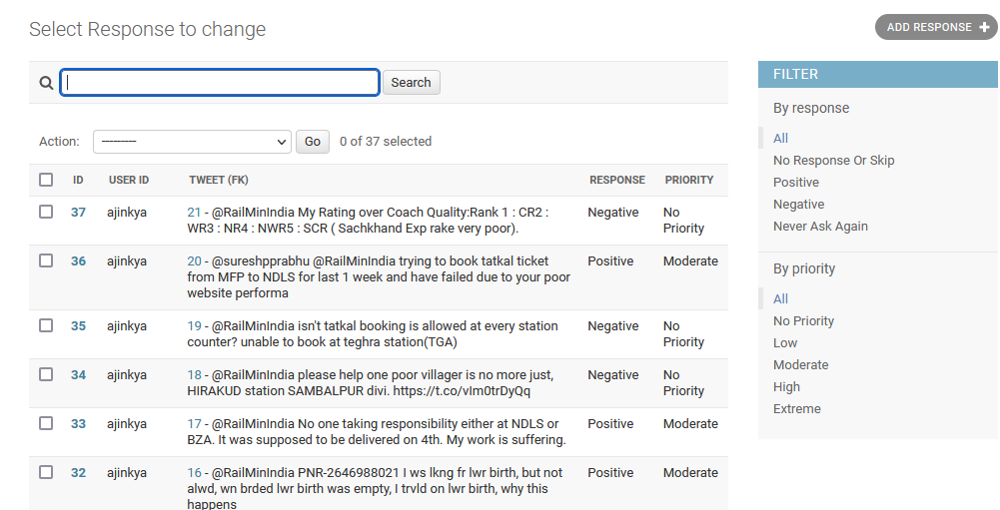 Select Response to change
ADD RESPONSE +
Search
Action: ---------- Go 0 of 37 selected
ID USER ID TWEET (FK) RESPONSE PRIORITY
37 ajinkya 21 - @RailMinIndia My Rating over Coach Quality:Rank 1 : CR2 : Negative No
WR3 : NR4 : NWR5 : SCR ( Sachkhand Exp rake very poor). Priority
36 ajinkya 20 - @sureshpprabhu @RailMinIndia trying to book tatkal ticket Positive Moderate
from MFP to NDLS for last 1 week and have failed due to your poor
website performa
35 ajinkya 19 - @RailMinIndia isn't tatkal booking is allowed at every station Negative No
counter? unable to book at teghra station(TGA) Priority
34 ajinkya 18 - @RailMinIndia please help one poor villager is no more just, Negative No
HIRAKUD station SAMBALPUR divi. https://t.co/vIm0trDyQq Priority
33 ajinkya 17 - @RailMinIndia No one taking responsibility either at NDLS or Positive Moderate
BZA. It was supposed to be delivered on 4th. My work is suffering.
32 ajinkya 16 - @RailMinIndia PNR-2646988021 I ws lkng fr lwr birth, but not Positive Moderate
alwd, wn brded lwr birth was empty, I trvld on lwr birth, why this
happens
FILTER
By response
All
No Response Or Skip
Positive
Negative
Never Ask Again
By priority
All
No Priority
Low
Moderate
High
Extreme